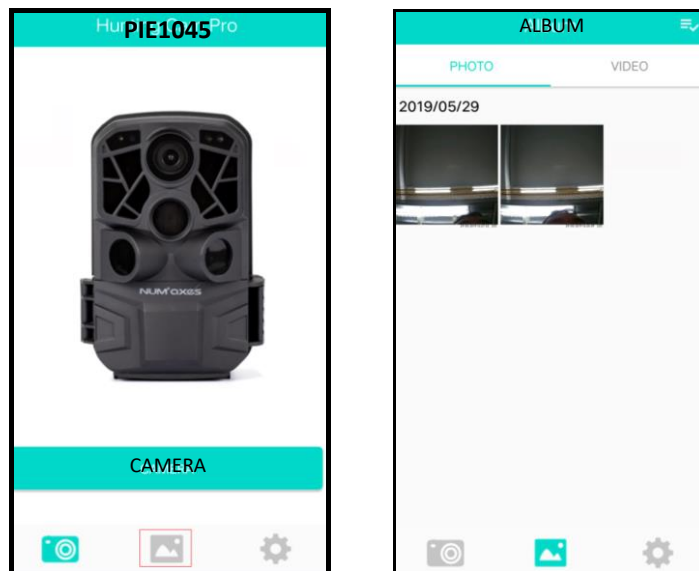 PIE1045
NUM'AXES
CAMERA
ALBUM
PHOTO VIDEO
2019/05/29